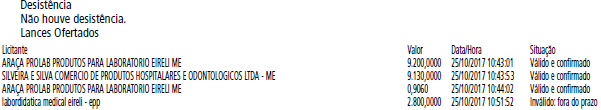 Desistência
Não houve desistência.
Lances Ofertados
Licitante Valor Data/Hora Situação
ARAÇA PROLAB PRODUTOS PARA LABORATORIO EIRELI ME 9.200,0000 25/10/2017 10:43:01 Válido e confirmado
SILVEIRA E SILVA COMERCIO DE PRODUTOS HOSPITALARES E ODONTOLOGICOS LTDA - ME 9.130,0000 25/10/2017 10:43:53 Válido e confirmado
ARAÇA PROLAB PRODUTOS PARA LABORATORIO EIRELI ME 0,9060 25/10/2017 10:44:02 Válido e confirmado
labordidatica medical eireli - epp 2.800,0000 25/10/2017 10:51:52 Inválido: fora do prazo